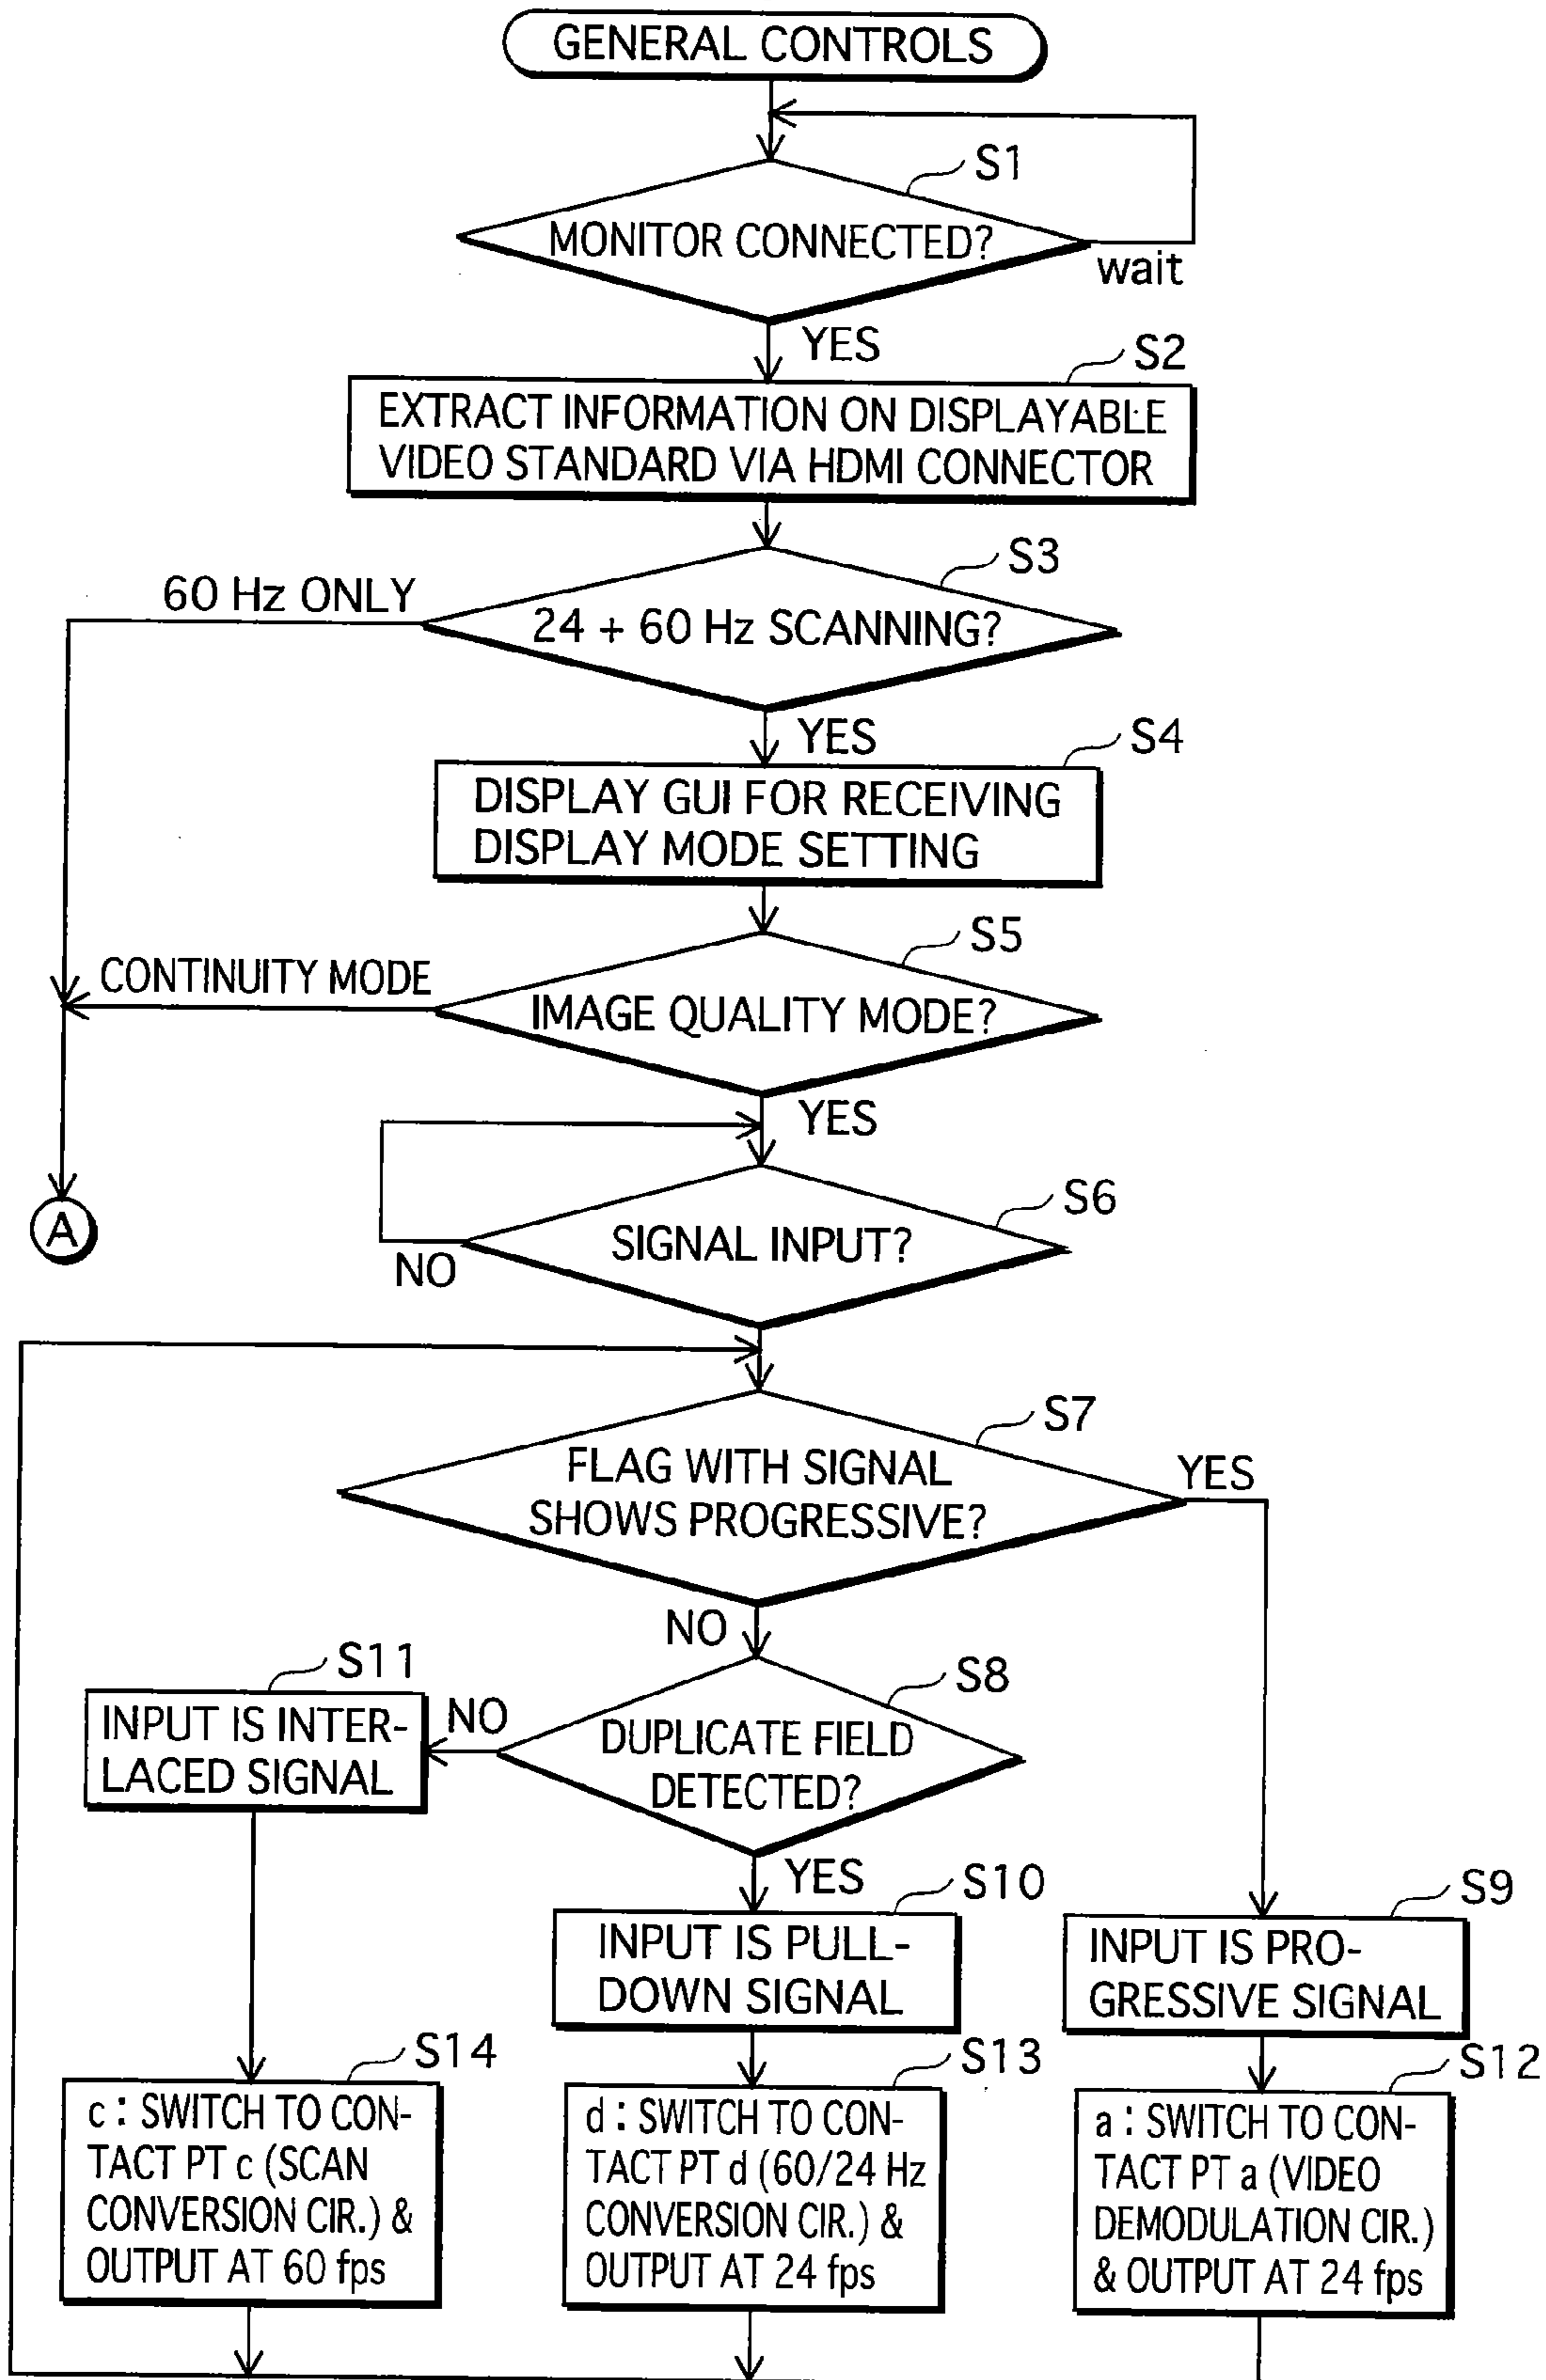 GENERAL CONTROLS
S1
MONITOR CONNECTED?
wait
YES
S2
EXTRACT INFORMATION ON DISPLAYABLE
VIDEO STANDARD VIA HDMI CONNECTOR
S3
60 Hz ONLY
24 + 60 Hz SCANNING?
YES
S4
DISPLAY GUI FOR RECEIVING
DISPLAY MODE SETTING
S5
CONTINUITY MODE
IMAGE QUALITY MODE?
YES
S6
A
SIGNAL INPUT?
NO
S7
FLAG WITH SIGNAL
SHOWS PROGRESSIVE?
YES
NO
S11
S8
INPUT IS INTER-
LACED SIGNAL
NO
DUPLICATE FIELD
DETECTED?
YES
S10
S9
INPUT IS PULL-
DOWN SIGNAL
INPUT IS PRO-
GRESSIVE SIGNAL
S14
S13
S12
c : SWITCH TO CON-
TACT PT c (SCAN
CONVERSION CIR.) &
OUTPUT AT 60 fps
d : SWITCH TO CON-
TACT PT d (60/24 Hz
CONVERSION CIR.) &
OUTPUT AT 24 fps
a : SWITCH TO CON-
TACT PT a (VIDEO
DEMODULATION CIR.)
& OUTPUT AT 24 fps